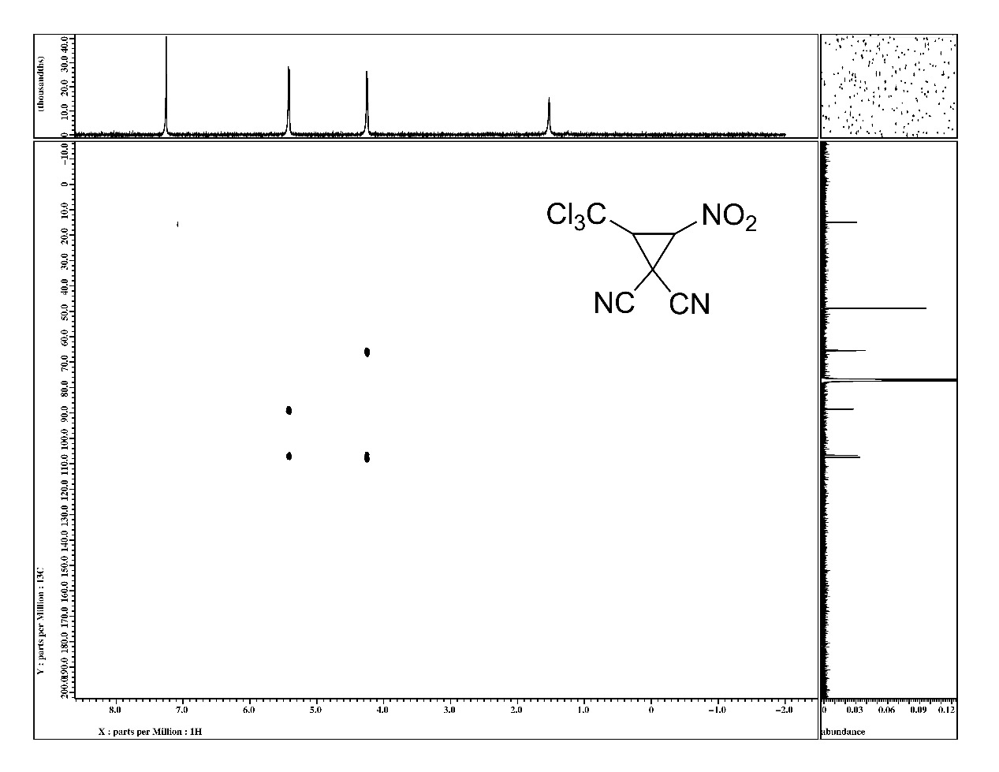 (thousandths)
0 10.0 20.0 30.0 40.0
Cl3C
NO2
NC
CN
-10.0
0
10.0
20.0
30.0
40.0
50.0
60.0
70.0
80.0
90.0
100.0
110.0
120.0
130.0
140.0
150.0
160.0
170.0
180.0
190.0
200.0
Y : parts per Million : 13C
8.0 7.0 6.0 5.0 4.0 3.0 2.0 1.0 0 -1.0 -2.0
X : parts per Million : 1H
0 0.03 0.06 0.09 0.12
abundance